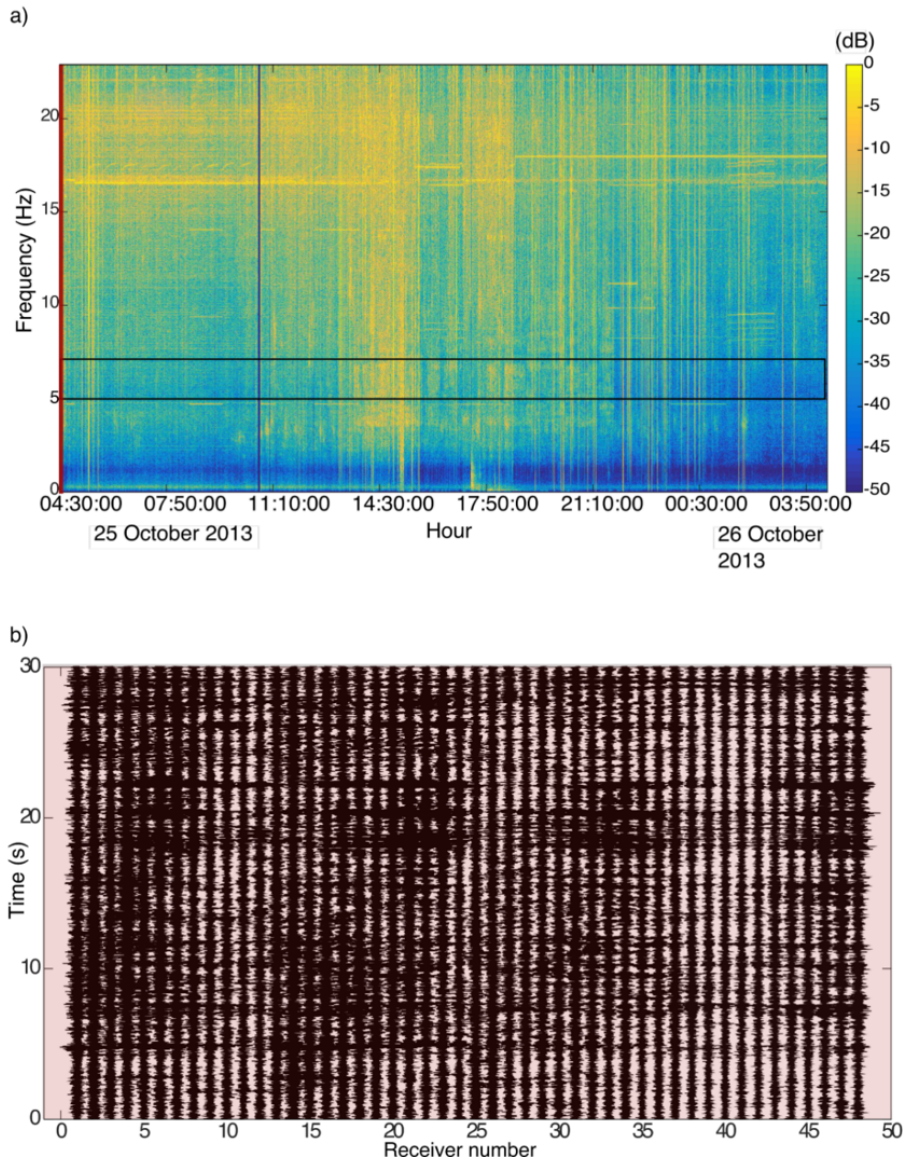 a)
(dB)
0
-5
-10
-15
-20
-25
-30
-35
-40
-45
-50
20
15
10
5
0
Frequency (Hz)
04:30:00 07:50:00 11:10:00 14:30:00 17:50:00 21:10:00 00:30:00 03:50:00
Hour
25 October 2013
26 October
2013
b)
30
20
10
0
Time (s)
0 5 10 15 20 25 30 35 40 45 50
Receiver number